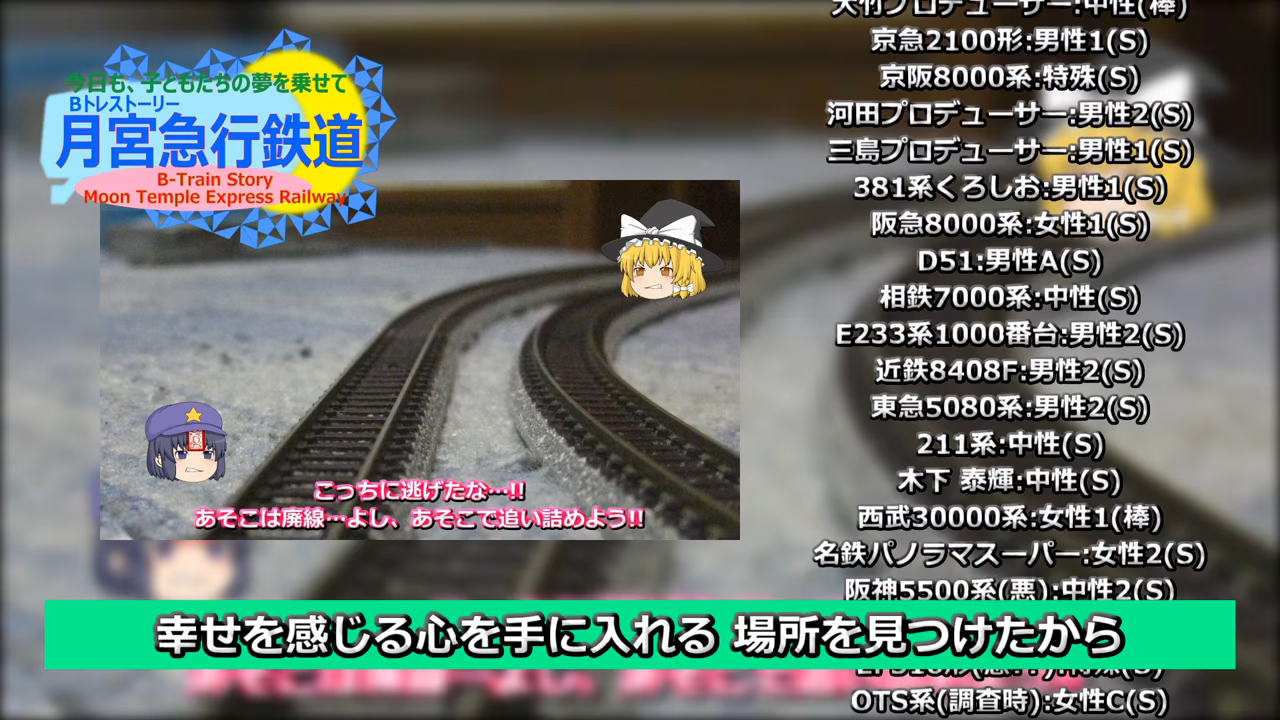 今日も、子どもたちの夢を乗せて
Bトレストーリー
月宮急行鉄道
B-Train Story
Moon Temple Express Railway
こっちに逃げたな…!!
あそこは廃線…よし、あそこで追い詰めよう!!
大竹プロデューサー:中性(棒)
京急2100形:男性1(S)
京阪8000系:特殊(S)
河田プロデューサー:男性2(S)
三島プロデューサー:男性1(S)
381系くろしお:男性1(S)
阪急8000系:女性1(S)
D51:男性A(S)
相鉄7000系:中性(S)
E233系1000番台:男性2(S)
近鉄8408F:男性2(S)
東急5080系:男性2(S)
211系:中性(S)
木下 泰輝:中性(S)
西武30000系:女性1(棒)
名鉄パノラマスーパー:女性2(S)
阪神5500系(悪):中性2(S)
OTS系(調査時):女性C(S)
幸せを感じる心を手に入れる 場所を見つけたから